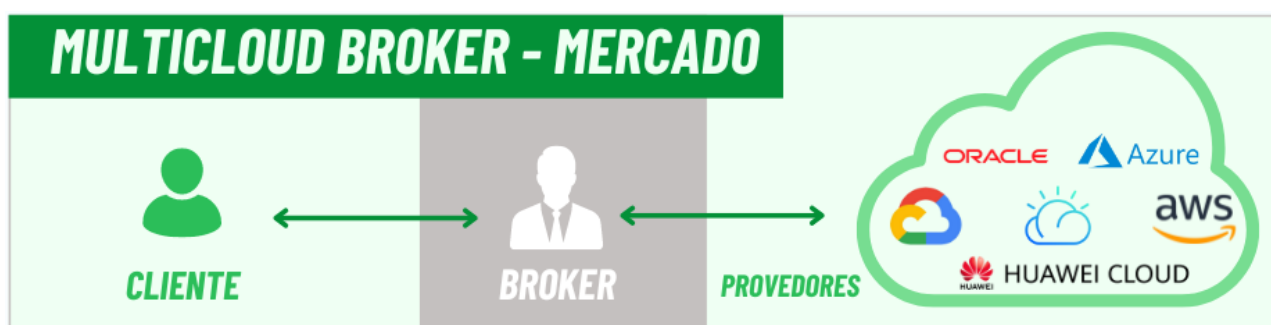 MULTICLOUD BROKER - MERCADO
ORACLE
Azure
aws
HUAWEI
HUAWEI CLOUD
CLIENTE
BROKER
PROVEDORES